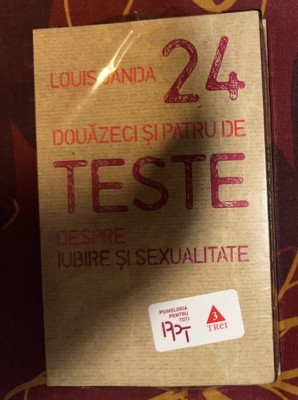 LOUIS JANDA
24
DOUĂZECI ȘI PATRU DE
TESTE
DESPRE
IUBIRE ȘI SEXUALITATE
PSIHOLOGIA
PENTRU
TOȚI
PPT
3
TREI